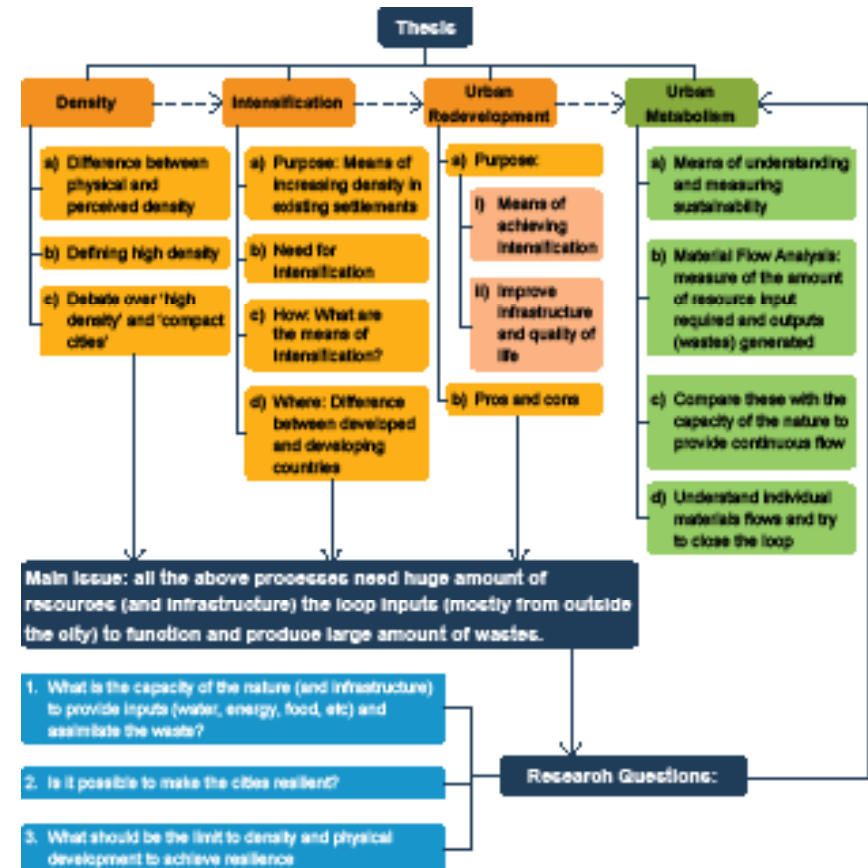 Thesis
Density
Intensification
Urban
Redevelopment
Urban
Metabolism
a) Difference between
physical and
perceived density
b) Defining high density
c) Debate over 'high
density' and 'compact
cities'
a) Purpose: Means of
increasing density in
existing settlements
b) Need for
Intensification
c) How: What are
the means of
Intensification?
d) Where: Difference
between developed
and developing
countries
a) Purpose:
i) Means of
achieving
Intensification
ii) Improve
infrastructure
and quality of
life
b) Pros and cons
a) Means of understanding
and measuring
sustainability
b) Material Flow Analysis:
measure of the amount
of resource input
required and outputs
(wastes) generated
c) Compare these with the
capacity of the nature to
provide continuous flow
d) Understand individual
materials flows and try
to close the loop
Main issue: all the above processes need huge amount of
resources (and infrastructure) the loop inputs (mostly from outside
the city) to function and produce large amount of wastes.
1. What is the capacity of the nature (and infrastructure)
to provide inputs (water, energy, food, etc) and
assimilate the waste?
2. Is it possible to make the cities resilient?
3. What should be the limit to density and physical
development to achieve resilience
Research Questions: